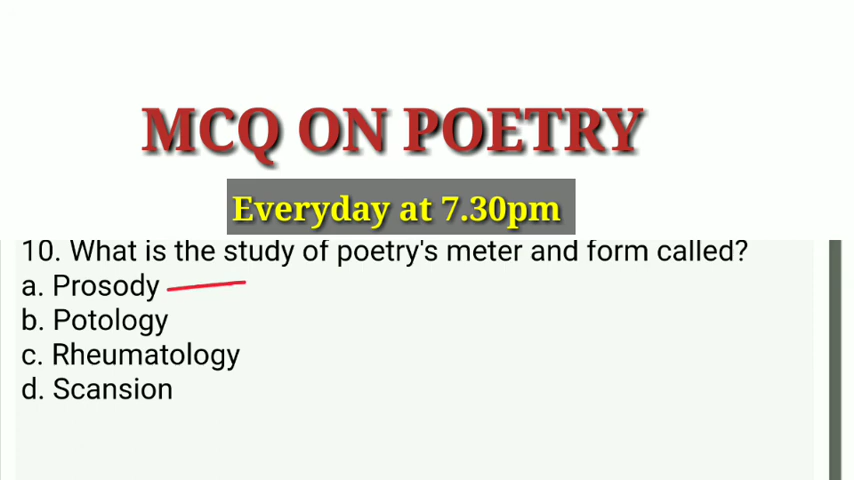 MCQ ON POETRY
Everyday at 7.30pm
10. What is the study of poetry's meter and form called?
a. Prosody
b. Potology
c. Rheumatology
d. Scansion